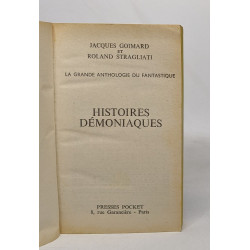 JACQUES GOIMARD
ET
ROLAND STRAGLIATI
LA GRANDE ANTHOLOGIE DU FANTASTIQUE
HISTOIRES
DÉMONIAQUES
PRESSES POCKET
8, rue Garancière - Paris